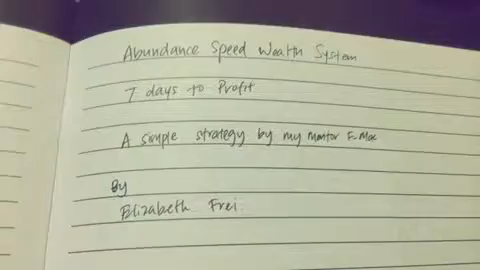 Abundance Speed Wealth System
7 days to Profit
A simple strategy by my mentor E. Mac
By
Elizabeth Frei